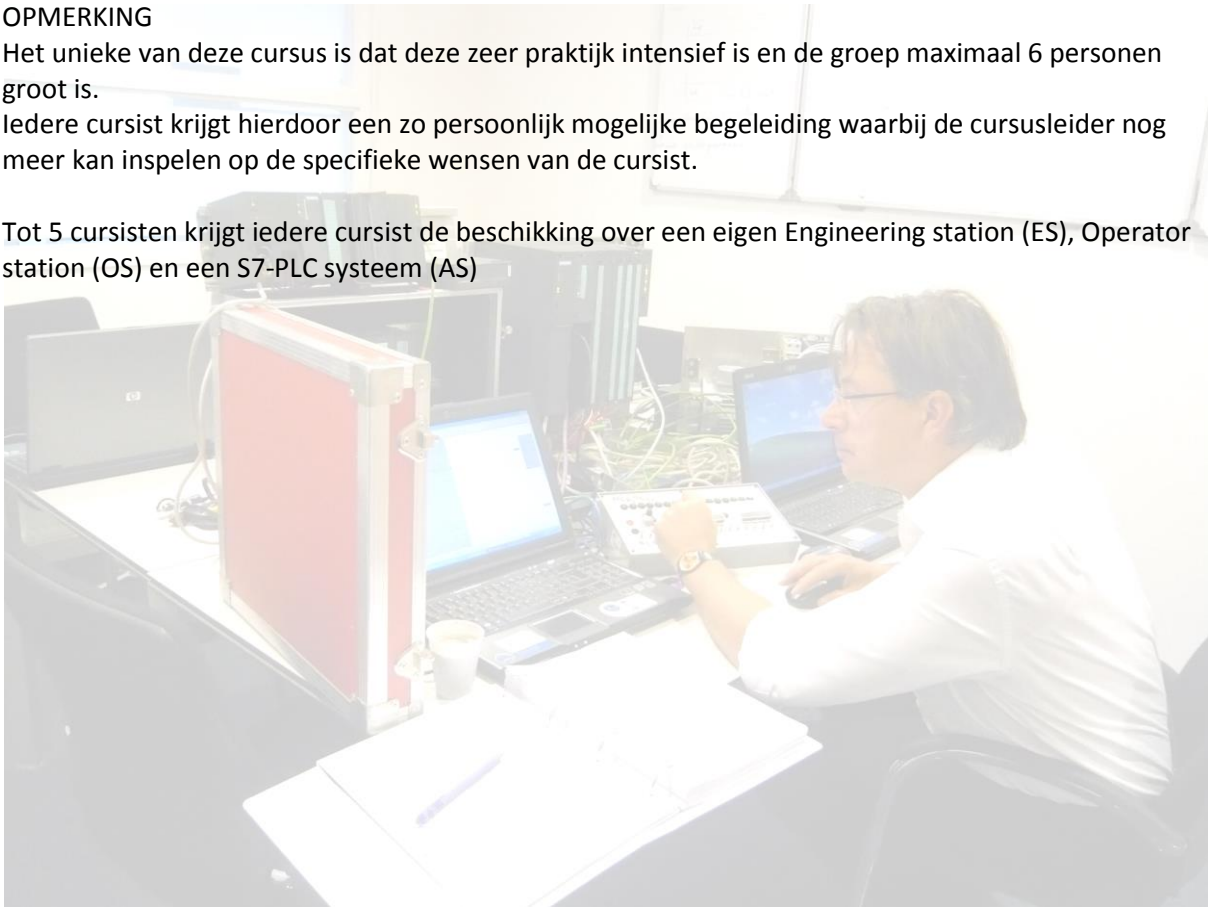 OPMERKING
Het unieke van deze cursus is dat deze zeer praktijk intensief is en de groep maximaal 6 personen
groot is.
Iedere cursist krijgt hierdoor een zo persoonlijk mogelijke begeleiding waarbij de cursusleider nog
meer kan inspelen op de specifieke wensen van de cursist.
Tot 5 cursisten krijgt iedere cursist de beschikking over een eigen Engineering station (ES), Operator
station (OS) en een S7-PLC systeem (AS)